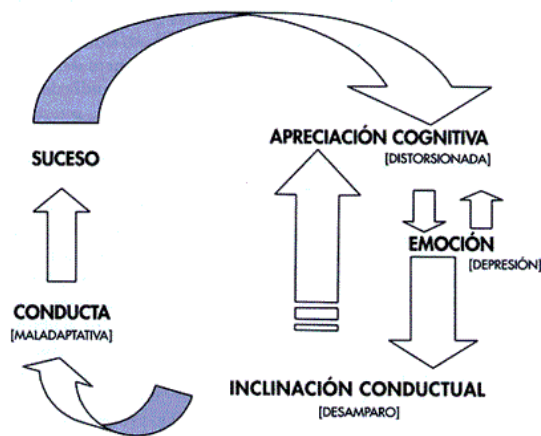 APRECIACIÓN COGNITIVA
[DISTORSIONADA]
SUCESO
EMOCIÓN
[DEPRESIÓN]
CONDUCTA
[MALADAPTATIVA]
INCLINACIÓN CONDUCTUAL
[DESAMPARO]